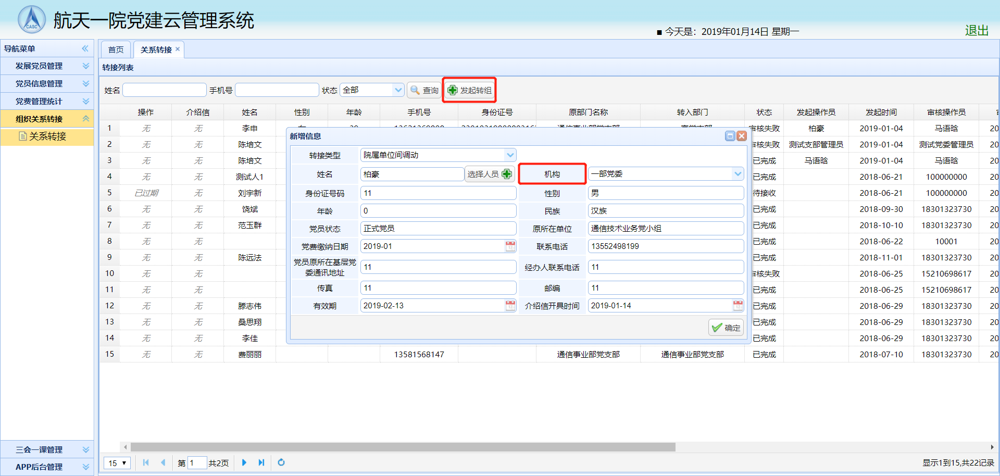 CASC 航天一院党建云管理系统
■ 今天是：2019年01月14日 星期一
退出
导航菜单
发展党员管理
党员信息管理
党费管理统计
组织关系转接
关系转接
三会一课管理
APP后台管理
首页 关系转接
转接列表
姓名 手机号 状态 全部 查询 发起转组
操作 介绍信 姓名 性别 年龄 手机号 身份证号 原部门名称 转入部门 状态 发起操作员 发起时间 审核操作员
1 无 无 李申 审核失败 柏豪 2019-01-04 马语晗
2 无 无 陈培文 审核失败 测试支部管理员 2019-01-04 测试党委管理员 20
3 无 无 陈培文 已完成 马语晗 2019-01-04 马语晗 20
4 无 无 测试人1 已完成 2018-06-21 100000000 20
5 已过期 无 刘宇新 待接收 2018-06-21 100000000 20
6 无 无 饶斌 已完成 2018-09-30 18301323730 20
7 无 无 范玉群 已完成 2018-10-10 18301323730 20
8 无 无 已完成 2018-06-22 10001 20
9 无 无 陈远法 已完成 2018-11-01 18301323730 20
10 无 无 审核失败 2018-06-25 15210698617 20
11 无 无 已完成 2018-06-25 15210698617 20
12 无 无 滕志伟 已完成 2018-06-29 18301323730 20
13 无 无 桑思翔 已完成 2018-06-29 18301323730 20
14 无 无 李佳 已完成 2018-06-29 18301323730 20
15 无 无 费丽丽 13581568147 通信事业部党支部 通信事业部党支部 已完成 2018-07-10 18301323730 20
新增信息
转接类型 院属单位间调动
姓名 柏豪 选择人员 机构 一部党委
身份证号码 11 性别 男
年龄 0 民族 汉族
党员状态 正式党员 原所在单位 通信技术业务党小组
党费缴纳日期 2019-01 联系电话 13552498199
党员原所在基层党
委通讯地址 11 经办人联系电话 11
传真 11 邮编 11
有效期 2019-02-13 介绍信开具时间 2019-01-14
确定
15 第 1 共2页
显示1到15,共22记录